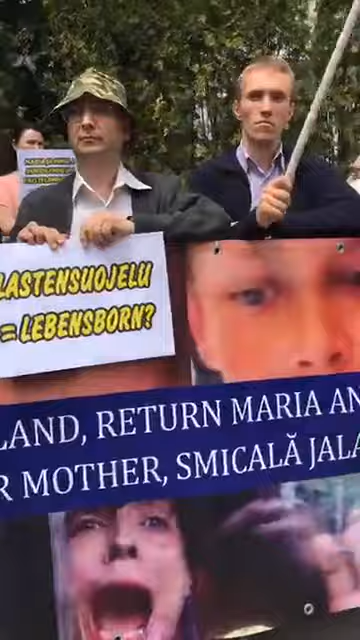 LASTENSUOJELU
= LEBENSBORN?
LAND, RETURN MARIA AN
R MOTHER, SMICALĂ JALA